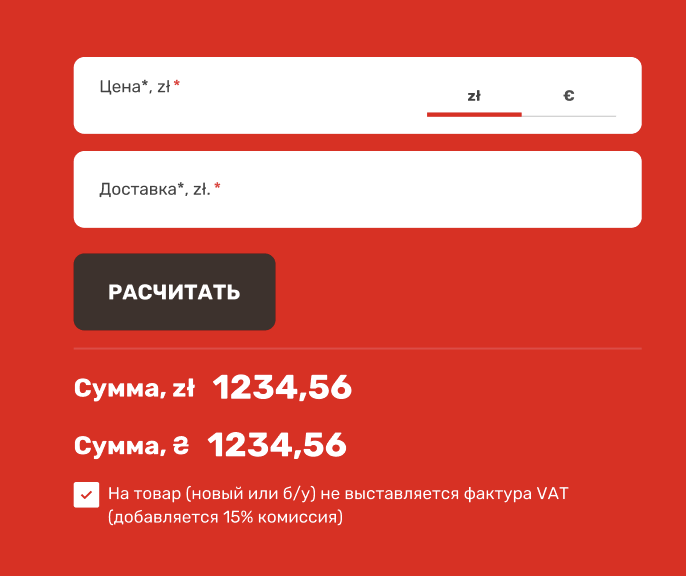 Цена*, zł *
zł €
Доставка*, zł. *
РАСЧИТАТЬ
Сумма, zł 1234,56
Сумма, ₴ 1234,56
На товар (новый или б/у) не выставляется фактура VAT
(добавляется 15% комиссия)